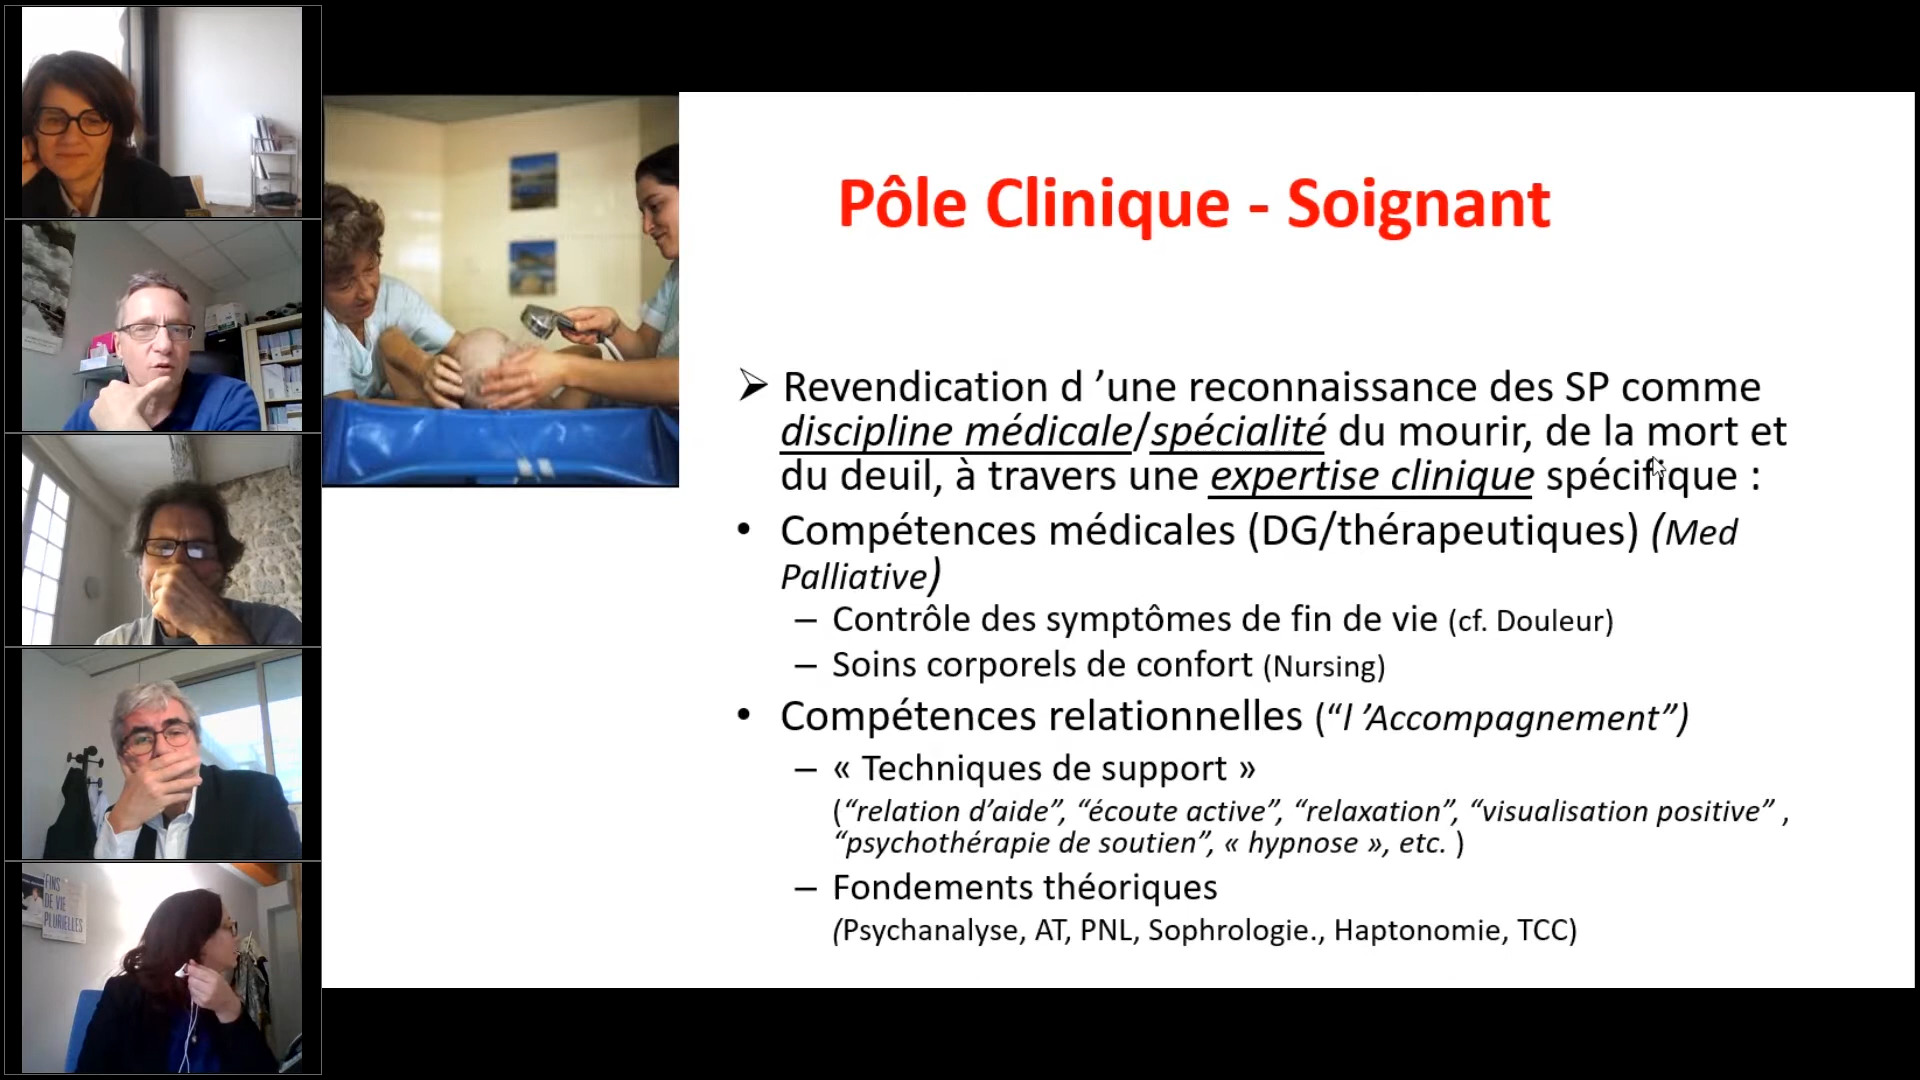 Pôle Clinique - Soignant
➢ Revendication d ’une reconnaissance des SP comme
discipline médicale/spécialité du mourir, de la mort et
du deuil, à travers une expertise clinique spécifique :
• Compétences médicales (DG/thérapeutiques) (Med
Palliative)
– Contrôle des symptômes de fin de vie (cf. Douleur)
– Soins corporels de confort (Nursing)
• Compétences relationnelles (“l ’Accompagnement”)
– « Techniques de support »
(“relation d’aide”, “écoute active”, “relaxation”, “visualisation positive” ,
“psychothérapie de soutien”, « hypnose », etc. )
– Fondements théoriques
(Psychanalyse, AT, PNL, Sophrologie., Haptonomie, TCC)
FINS
DE VIE
PLURIELLES